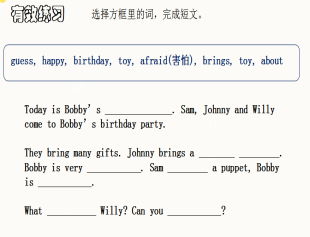 有效练习
选择方框里的词，完成短文。
guess, happy, birthday, toy, afraid(害怕), brings, toy, about
Today is Bobby’s ____________. Sam, Johnny and Willy
come to Bobby’s birthday party.
They bring many gifts. Johnny brings a _______ ________.
Bobby is very __________. Sam ________ a puppet, Bobby
is ___________.
What __________ Willy? Can you ___________?